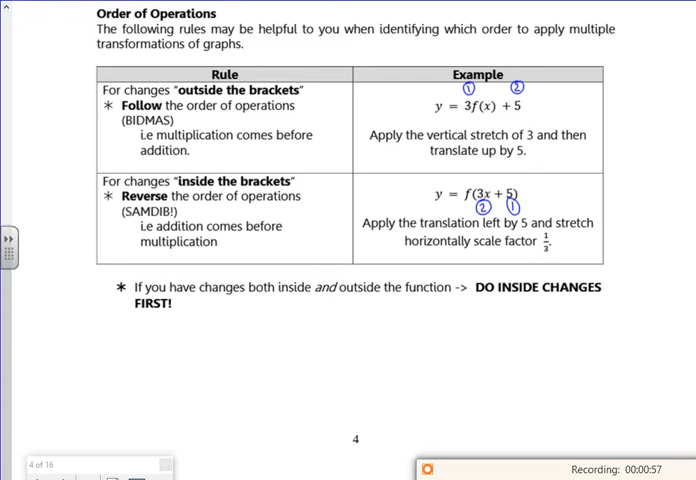 Order of Operations
The following rules may be helpful to you when identifying which order to apply multiple
transformations of graphs.
Rule
Example
For changes "outside the brackets"
* Follow the order of operations
(BIDMAS)
i.e multiplication comes before
addition.
① ②
y = 3f(x) + 5
Apply the vertical stretch of 3 and then
translate up by 5.
For changes "inside the brackets"
* Reverse the order of operations
(SAMDIB!)
i.e addition comes before
multiplication
y = f(3x + 5)
② ①
Apply the translation left by 5 and stretch
horizontally scale factor 1/3.
* If you have changes both inside and outside the function -> DO INSIDE CHANGES
FIRST!
4
4 of 16
Recording: 00:00:57